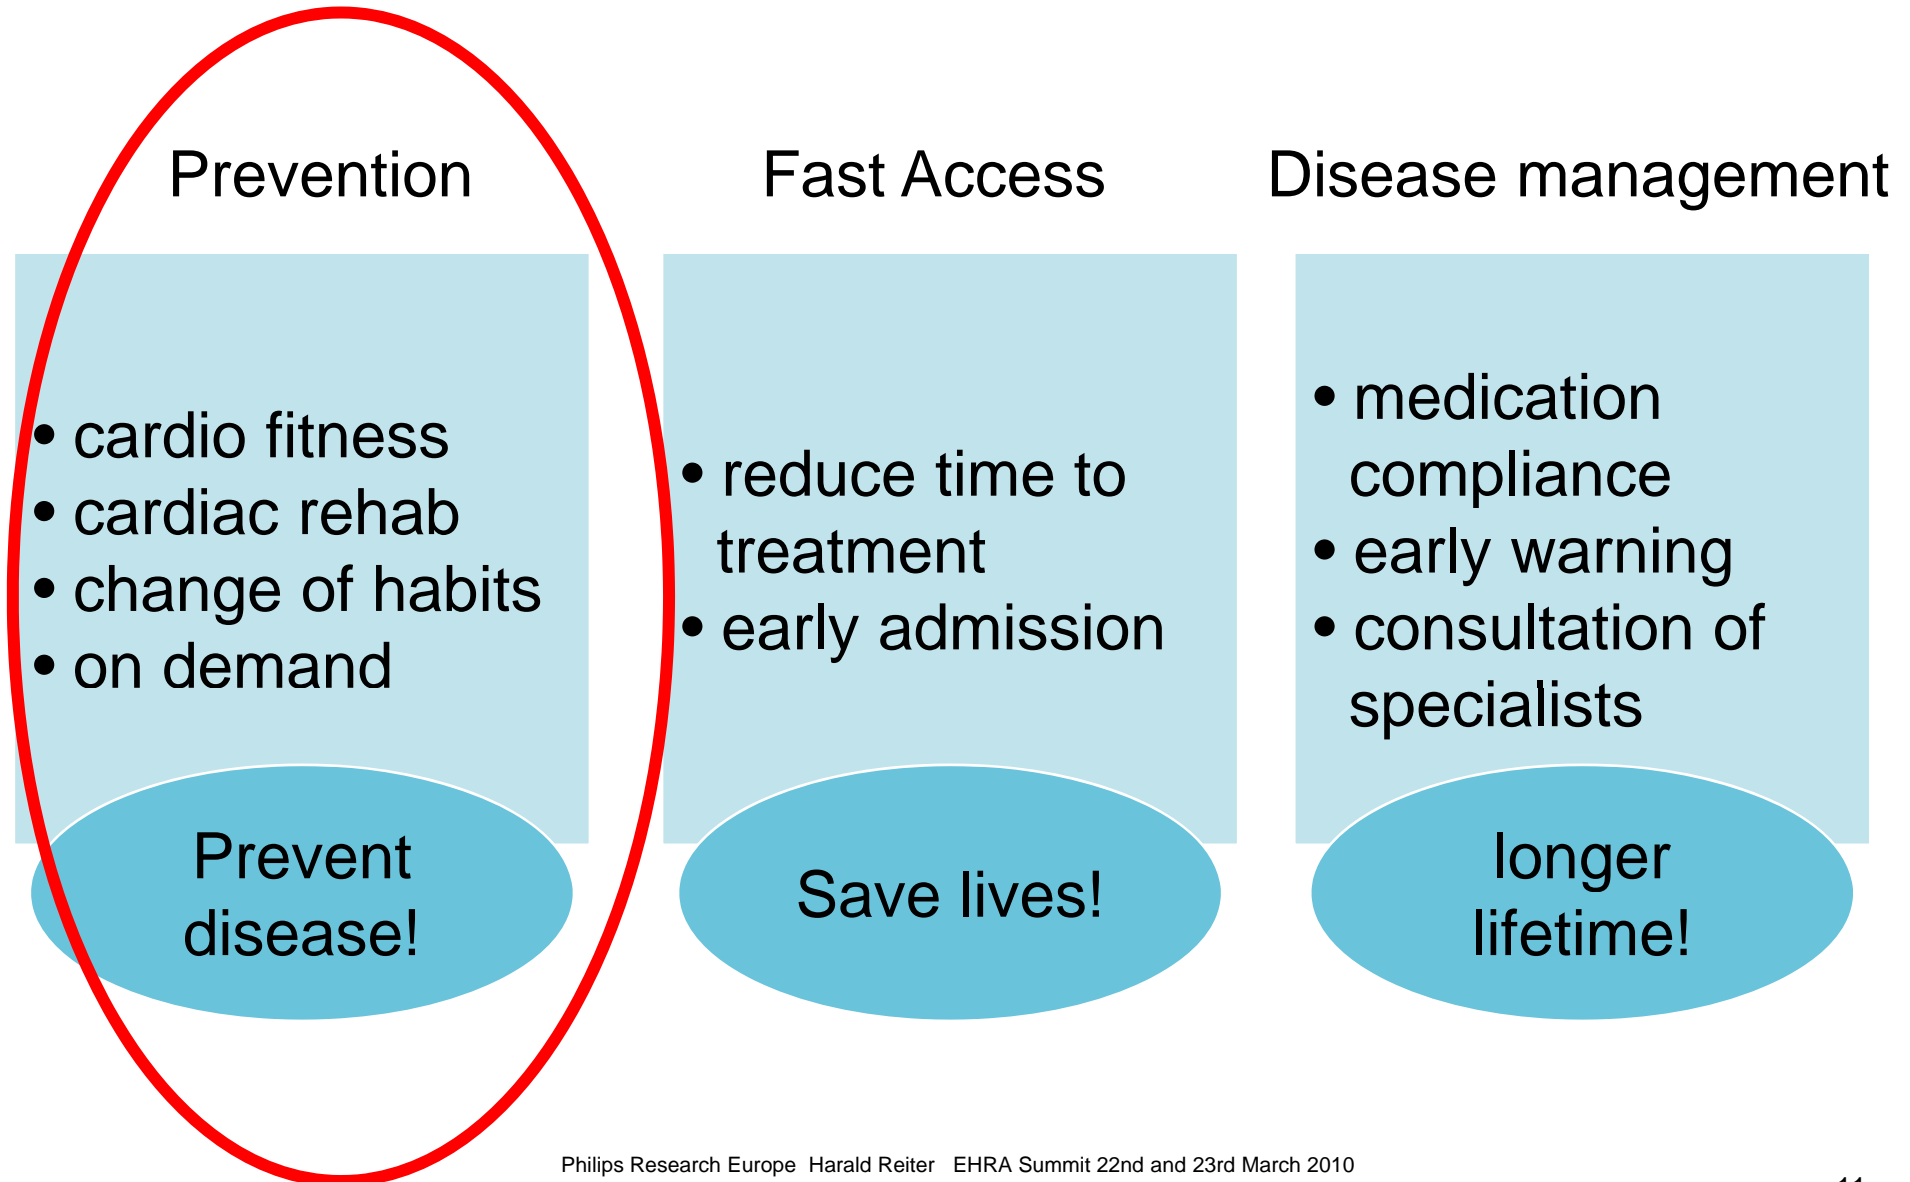 Prevention
Fast Access
Disease management
• cardio fitness
• cardiac rehab
• change of habits
• on demand
Prevent
disease!
• reduce time to
treatment
• early admission
Save lives!
• medication
compliance
• early warning
• consultation of
specialists
longer
lifetime!
Philips Research Europe Harald Reiter EHRA Summit 22nd and 23rd March 2010